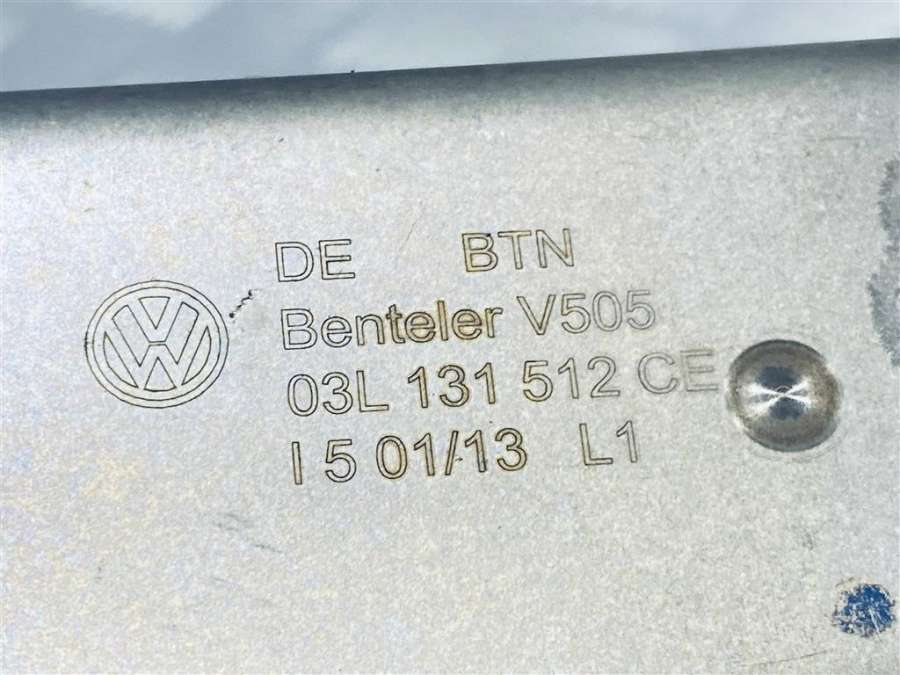 DE BTN
Benteler V505
03L 131 512 CE
I 5 01/13 L1